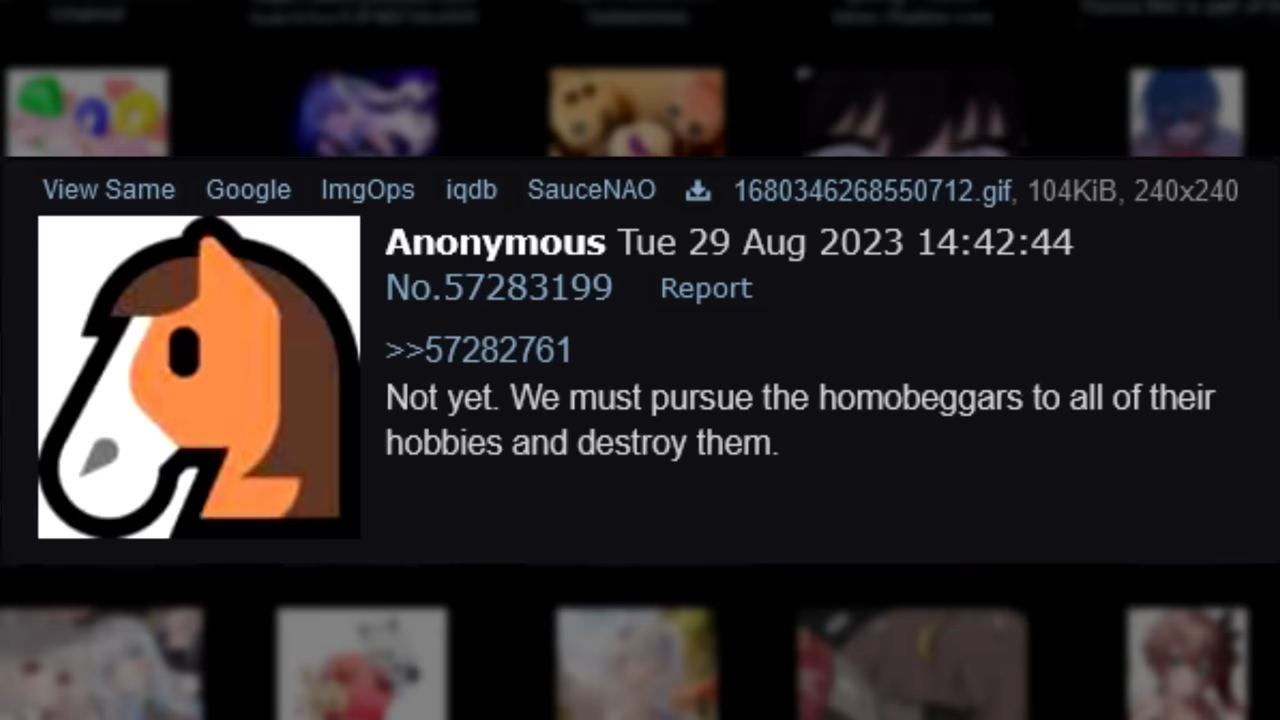 View Same Google ImgOps iqdb SauceNAO 1680346268550712.gif, 104KiB, 240x240
Anonymous Tue 29 Aug 2023 14:42:44
No.57283199 Report
>>57282761
Not yet. We must pursue the homobeggars to all of their
hobbies and destroy them.